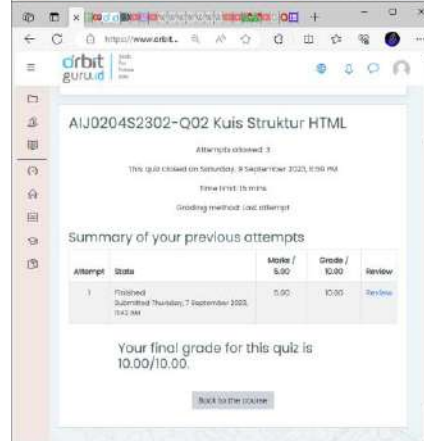 https://www.orbit...
orbit
guru.id
AIJ0204S2302-Q02 Kuis Struktur HTML
Attempts allowed: 3
This quiz closed on Saturday, 9 September 2023, 11:59 PM
Time limit: 15 mins
Grading method: Last attempt
Summary of your previous attempts
Attempt State Marks / 5.00 Grade / 10.00 Review
1 Finished 5.00 10.00 Review
Submitted Thursday, 7 September 2023,
Your final grade for this quiz is
10.00/10.00.
Back to the course